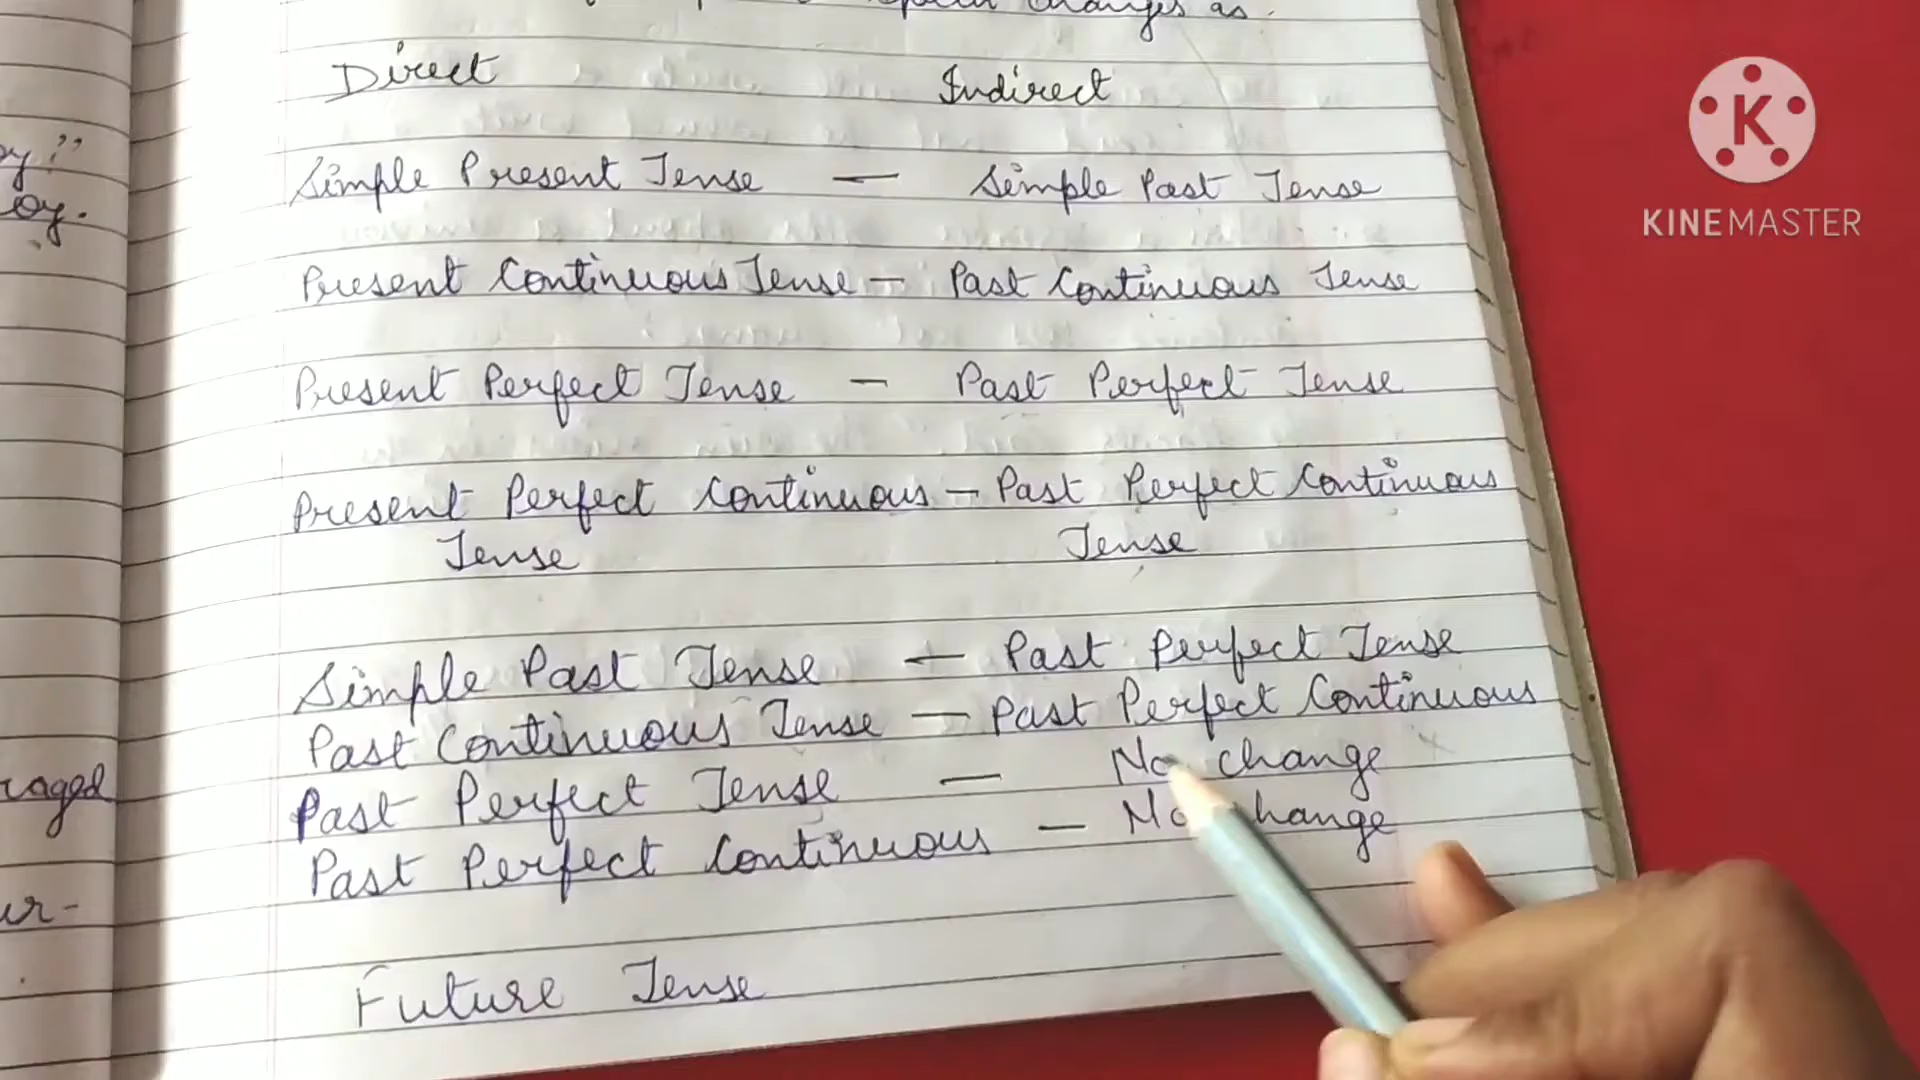 changes as
Direct Indirect
Simple Present Tense — Simple Past Tense
Present Continuous Tense — Past Continuous Tense
Present Perfect Tense — Past Perfect Tense
Present Perfect Continuous — Past Perfect Continuous
Tense Tense
Simple Past Tense — Past Perfect Tense
Past Continuous Tense — Past Perfect Continuous
Past Perfect Tense — No change
Past Perfect Continuous — No change
Future Tense
K
KINEMASTER